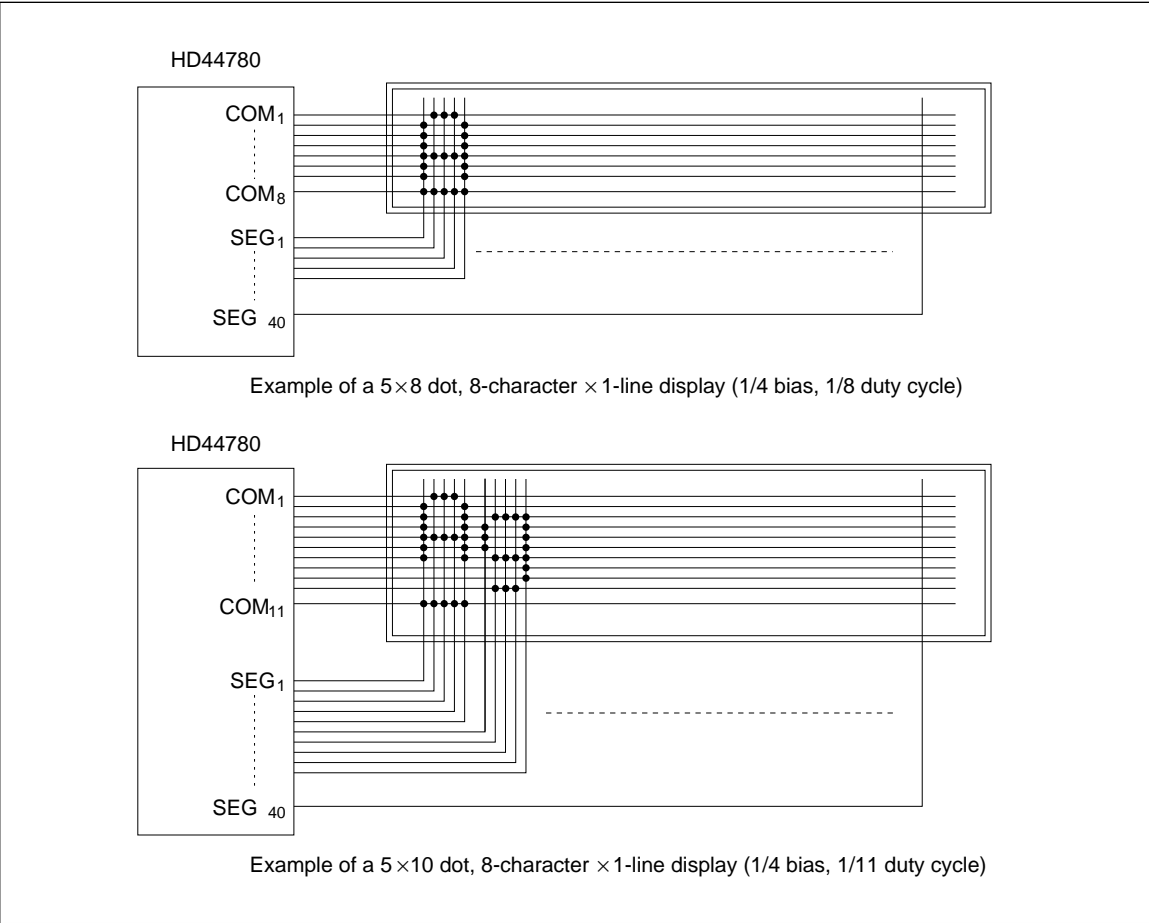 HD44780
COM1
COM8
SEG1
SEG 40
Example of a 5×8 dot, 8-character ×1-line display (1/4 bias, 1/8 duty cycle)
HD44780
COM1
COM11
SEG1
SEG 40
Example of a 5×10 dot, 8-character ×1-line display (1/4 bias, 1/11 duty cycle)